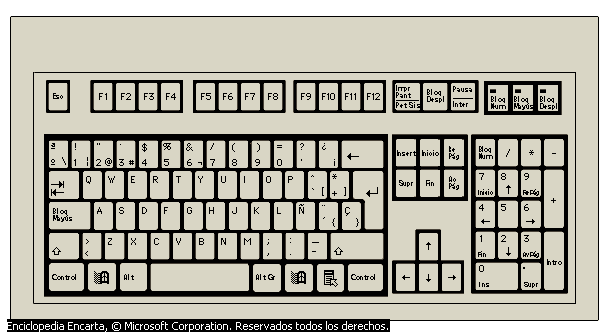 Esc F1 F2 F3 F4 F5 F6 F7 F8 F9 F10 F11 F12 Impr Pant Pet Sis Bloq Despl Pausa Inter Bloq Num Bloq Mayús Bloq Despl
ª º \ ! 1 | " 2 @ · 3 # $ 4 % 5 & 6 ¬ / 7 ( 8 ) 9 = 0 ? ' ¿ ¡ ← Insert Inicio Re Pág Bloq Num / * -
Q W E R T Y U I O P ^ ` [ * + ] Supr Fin Av Pág 7 Inicio 8 ↑ 9 Re Pág +
Bloq Mayús A S D F G H J K L Ñ ¨ ´ { Ç } 4 ← 5 6 →
⇧ > < Z X C V B N M ; , : . _ - ⇧ ↑ 1 Fin 2 ↓ 3 Av Pág Intro
Control Alt Alt Gr Control ← ↓ → 0 Ins . Supr
Enciclopedia Encarta, © Microsoft Corporation. Reservados todos los derechos.